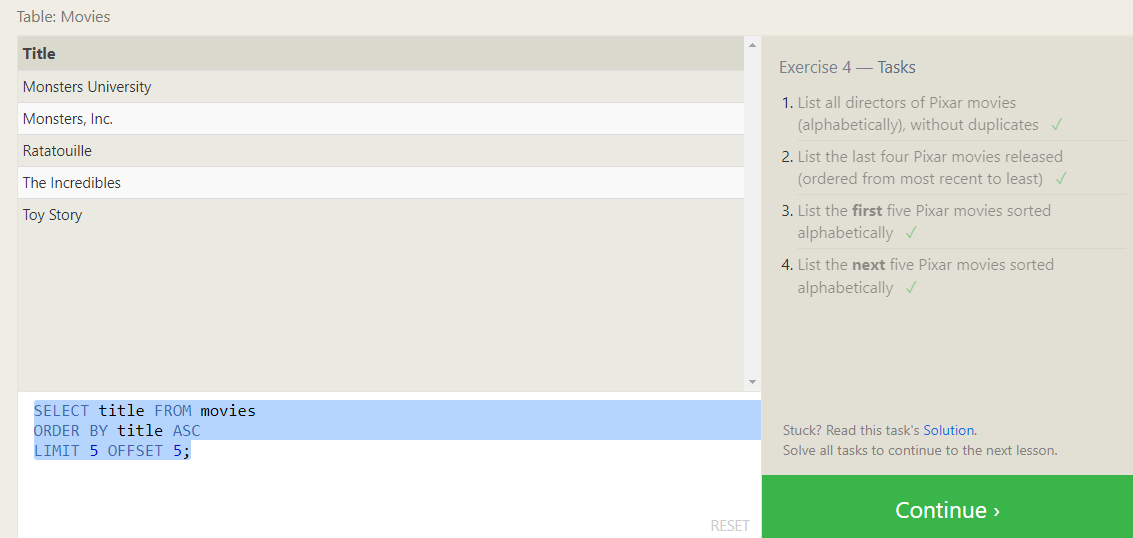 Table: Movies
Title
Monsters University
Monsters, Inc.
Ratatouille
The Incredibles
Toy Story
SELECT title FROM movies
ORDER BY title ASC
LIMIT 5 OFFSET 5;
RESET
Exercise 4 — Tasks
1. List all directors of Pixar movies
(alphabetically), without duplicates ✓
2. List the last four Pixar movies released
(ordered from most recent to least) ✓
3. List the first five Pixar movies sorted
alphabetically ✓
4. List the next five Pixar movies sorted
alphabetically ✓
Stuck? Read this task's Solution.
Solve all tasks to continue to the next lesson.
Continue ›